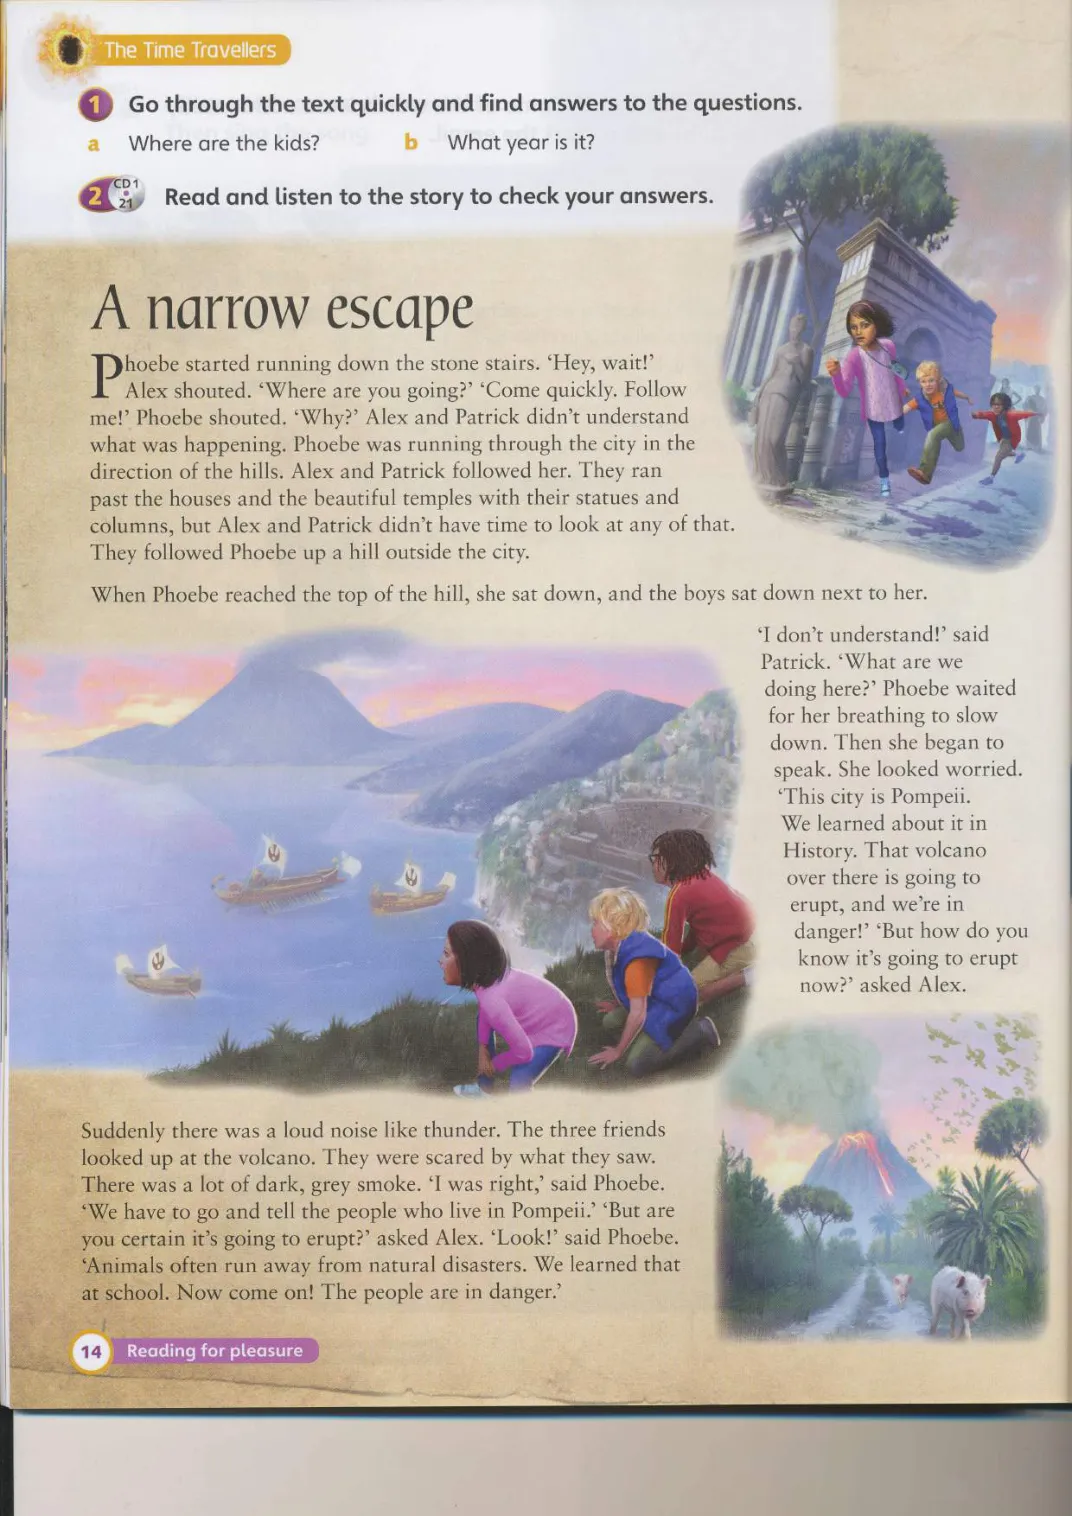 The Time Travellers
1 Go through the text quickly and find answers to the questions.
a Where are the kids? b What year is it?
2 CD1 21 Read and listen to the story to check your answers.
A narrow escape
Phoebe started running down the stone stairs. ‘Hey, wait!’
Alex shouted. ‘Where are you going?’ ‘Come quickly. Follow
me!’ Phoebe shouted. ‘Why?’ Alex and Patrick didn’t understand
what was happening. Phoebe was running through the city in the
direction of the hills. Alex and Patrick followed her. They ran
past the houses and the beautiful temples with their statues and
columns, but Alex and Patrick didn’t have time to look at any of that.
They followed Phoebe up a hill outside the city.
When Phoebe reached the top of the hill, she sat down, and the boys sat down next to her.
‘I don’t understand!’ said
Patrick. ‘What are we
doing here?’ Phoebe waited
for her breathing to slow
down. Then she began to
speak. She looked worried.
‘This city is Pompeii.
We learned about it in
History. That volcano
over there is going to
erupt, and we’re in
danger!’ ‘But how do you
know it’s going to erupt
now?’ asked Alex.
Suddenly there was a loud noise like thunder. The three friends
looked up at the volcano. They were scared by what they saw.
There was a lot of dark, grey smoke. ‘I was right,’ said Phoebe.
‘We have to go and tell the people who live in Pompeii.’ ‘But are
you certain it’s going to erupt?’ asked Alex. ‘Look!’ said Phoebe.
‘Animals often run away from natural disasters. We learned that
at school. Now come on! The people are in danger.’
14 Reading for pleasure